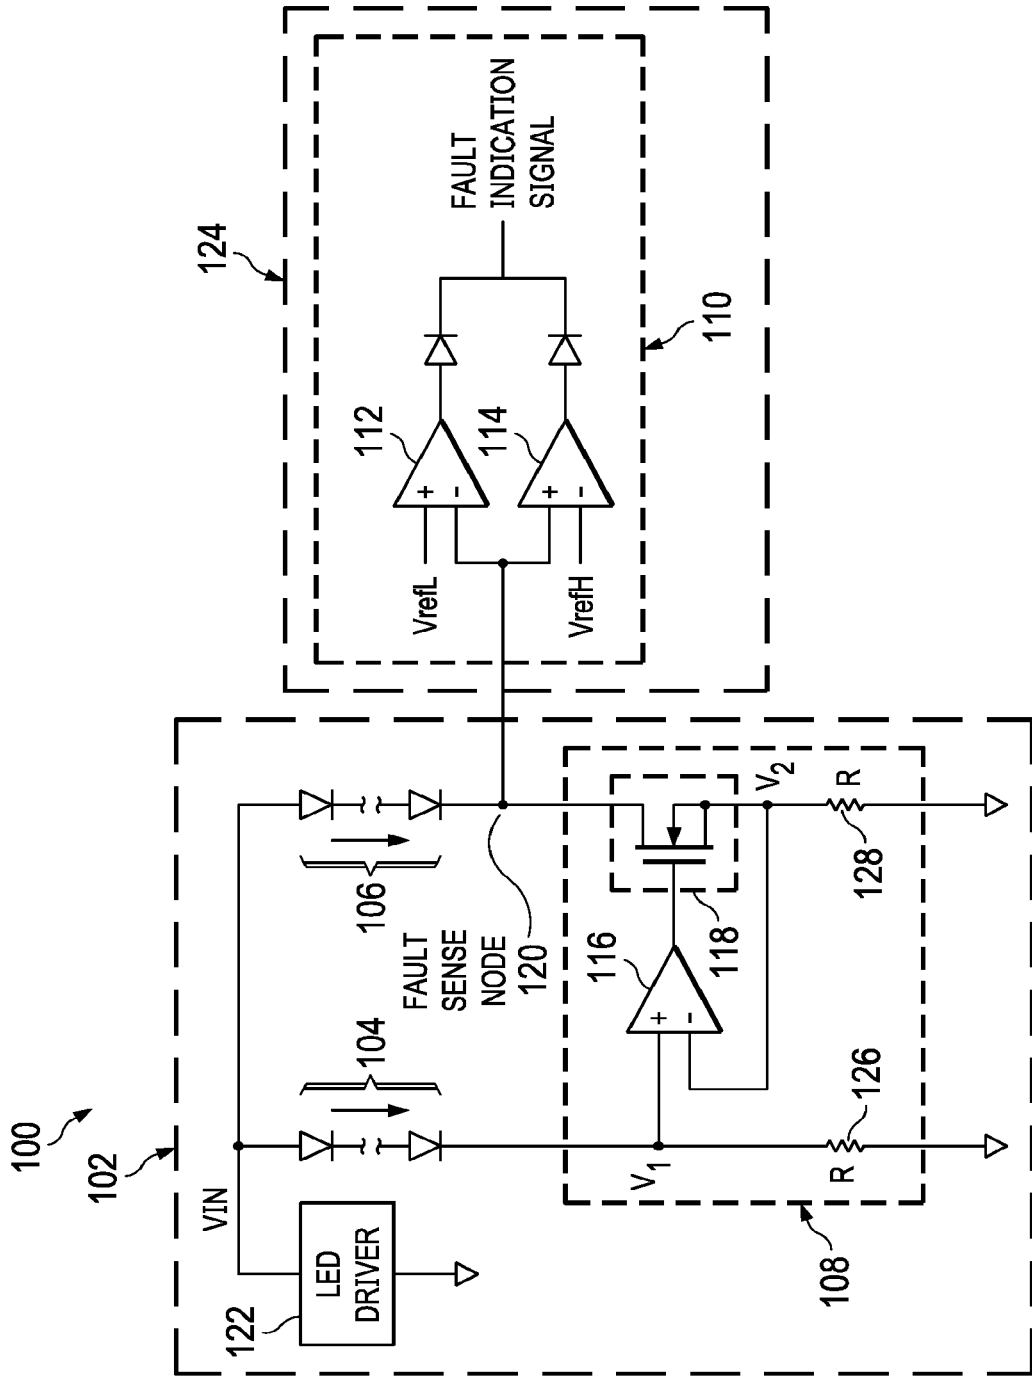 100
102
VIN
122
LED
DRIVER
104
106
FAULT
SENSE
NODE
120
V1
+
-
116
118
V2
R
126
R
128
108
124
110
VrefL
VrefH
+
-
112
+
-
114
FAULT
INDICATION
SIGNAL